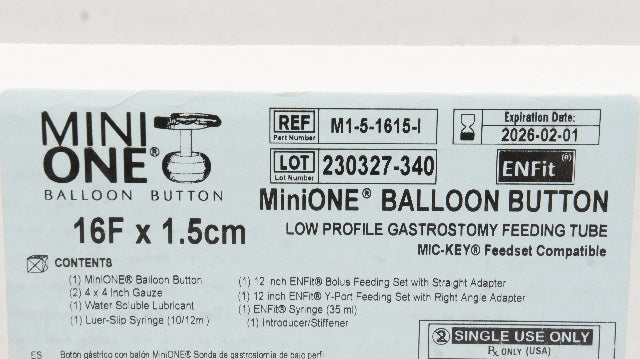 MINI
ONE®
BALLOON BUTTON
16F x 1.5cm
REF
Part Number
M1-5-1615-I
Expiration Date:
2026-02-01
LOT
Lot Number
230327-340
ENFit®
MiniONE® BALLOON BUTTON
LOW PROFILE GASTROSTOMY FEEDING TUBE
MIC-KEY® Feedset Compatible
CONTENTS
(1) MiniONE® Balloon Button
(2) 4 x 4 Inch Gauze
(1) Water Soluble Lubricant
(1) Luer-Slip Syringe (10/12m )
(1) 12 inch ENFit® Bolus Feeding Set with Straight Adapter
(1) 12 inch ENFit® Y-Port Feeding Set with Right Angle Adapter
(1) ENFit® Syringe (35 ml)
(1) Introducer/Stiffener
2 SINGLE USE ONLY
Rx ONLY (USA)
ES Botón gástrico con balón MiniONE® Sonda de gastrostomía de bajo perfi